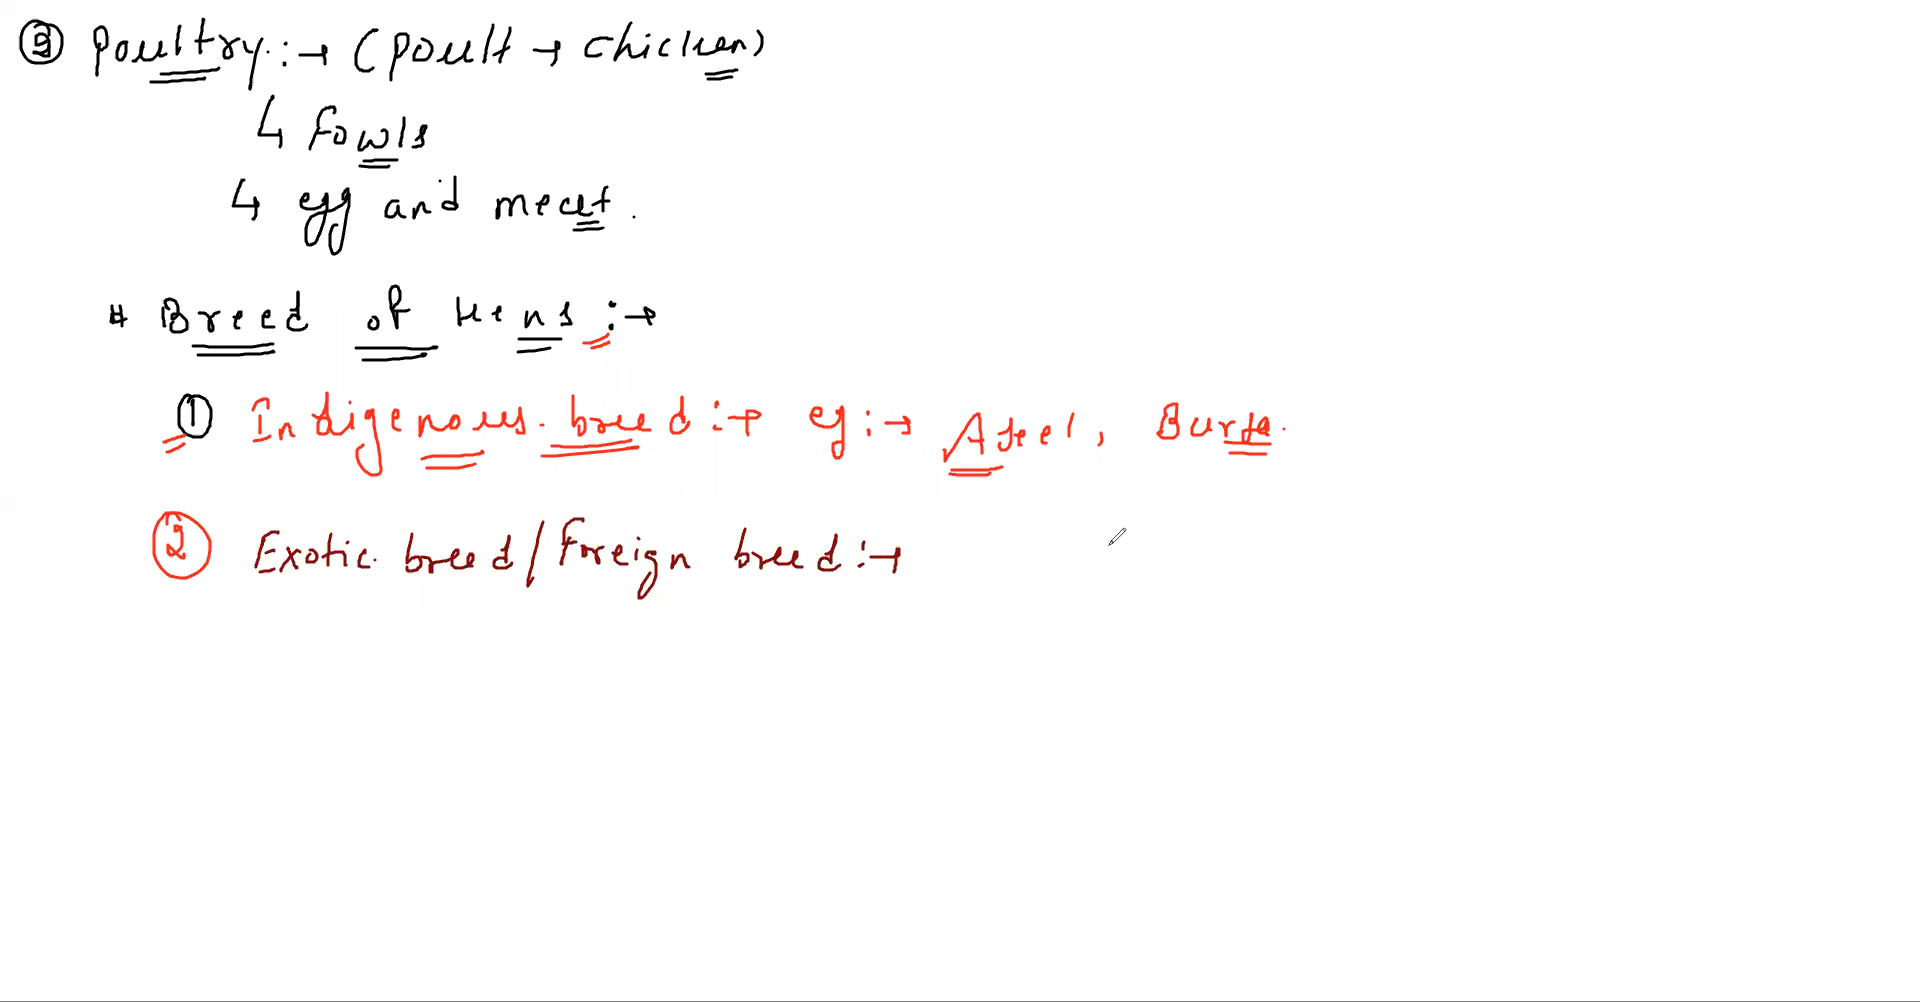 ③ Poultry :→ (poult → chicken)
↳ Fowls
↳ egg and meat.
# Breed of Hens :→
① Indigenous breed :→ eg :→ Aseel, Bursa.
② Exotic breed / Foreign breed :→